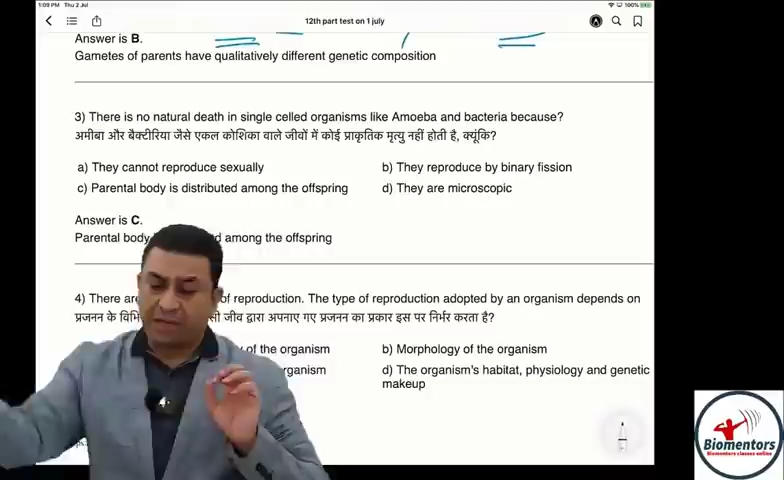 1:09 PM Thu 2 Jul
100%
12th part test on 1 july
Answer is B.
Gametes of parents have qualitatively different genetic composition
3) There is no natural death in single celled organisms like Amoeba and bacteria because?
अमीबा और बैक्टीरिया जैसे एकल कोशिका वाले जीवों में कोई प्राकृतिक मृत्यु नहीं होती है, क्यूंकि?
a) They cannot reproduce sexually
b) They reproduce by binary fission
c) Parental body is distributed among the offspring
d) They are microscopic
Answer is C.
Parental body among the offspring
4) There are of reproduction. The type of reproduction adopted by an organism depends on
प्रजनन के जीव द्वारा अपनाए गए प्रजनन का प्रकार इस पर निर्भर करता है?
of the organism
b) Morphology of the organism
d) The organism's habitat, physiology and genetic
makeup
Biomentors
Biomentors classes online